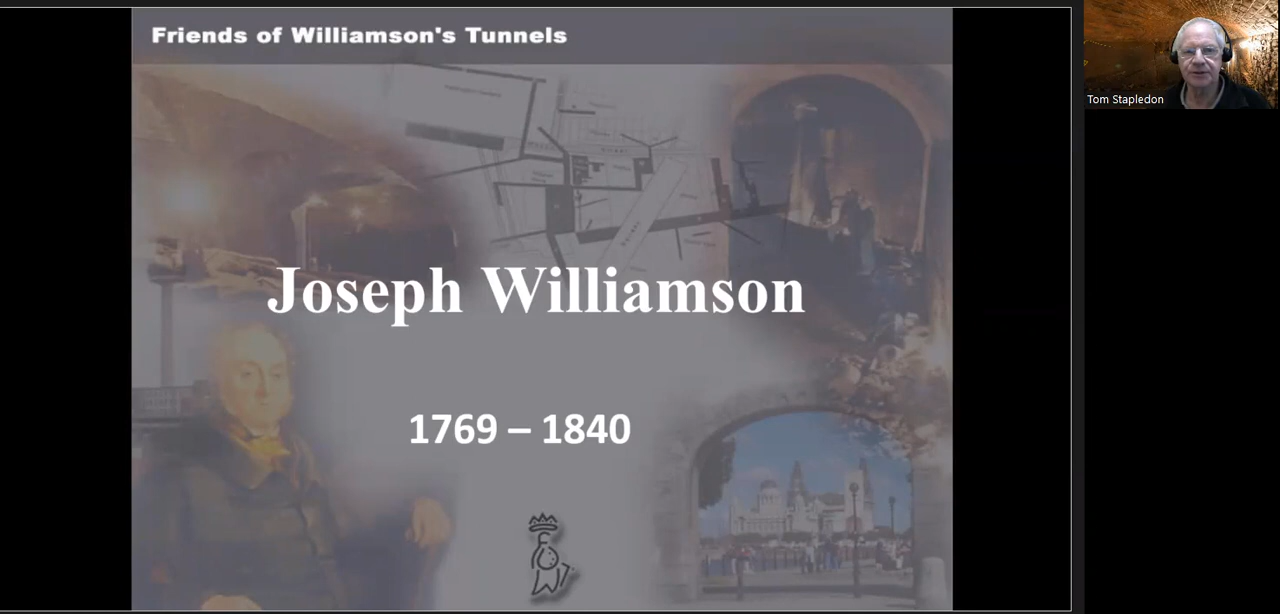 Friends of Williamson's Tunnels
Joseph Williamson
1769 – 1840
Tom Stapledon